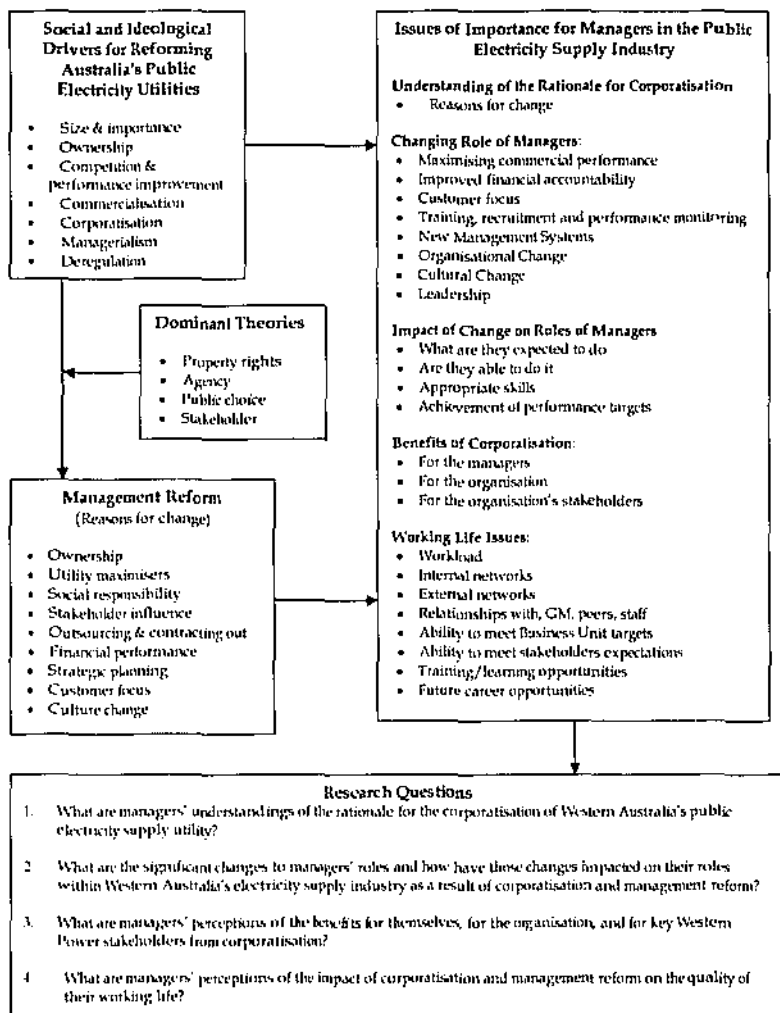 Social and Ideological
Drivers for Reforming
Australia's Public
Electricity Utilities
• Size & importance
• Ownership
• Competition &
performance improvement
• Commercialisation
• Corporatisation
• Managerialism
• Deregulation
Dominant Theories
• Property rights
• Agency
• Public choice
• Stakeholder
Management Reform
(Reasons for change)
• Ownership
• Utility maximisers
• Social responsibility
• Stakeholder influence
• Outsourcing & contracting out
• Financial performance
• Strategic planning
• Customer focus
• Culture change
Issues of Importance for Managers in the Public
Electricity Supply Industry
Understanding of the Rationale for Corporatisation
• Reasons for change
Changing Role of Managers:
• Maximising commercial performance
• Improved financial accountability
• Customer focus
• Training, recruitment and performance monitoring
• New Management Systems
• Organisational Change
• Cultural Change
• Leadership
Impact of Change on Roles of Managers
• What are they expected to do
• Are they able to do it
• Appropriate skills
• Achievement of performance targets
Benefits of Corporatisation:
• For the managers
• For the organisation
• For the organisation's stakeholders
Working Life Issues:
• Workload
• Internal networks
• External networks
• Relationships with, GM, peers, staff
• Ability to meet Business Unit targets
• Ability to meet stakeholders expectations
• Training/learning opportunities
• Future career opportunities
Research Questions
1. What are managers' understandings of the rationale for the corporatisation of Western Australia's public
electricity supply utility?
2 What are the significant changes to managers' roles and how have those changes impacted on their roles
within Western Australia's electricity supply industry as a result of corporatisation and management reform?
3. What are managers' perceptions of the benefits for themselves, for the organisation, and for key Western
Power stakeholders from corporatisation?
4 What are managers' perceptions of the impact of corporatisation and management reform on the quality of
their working life?